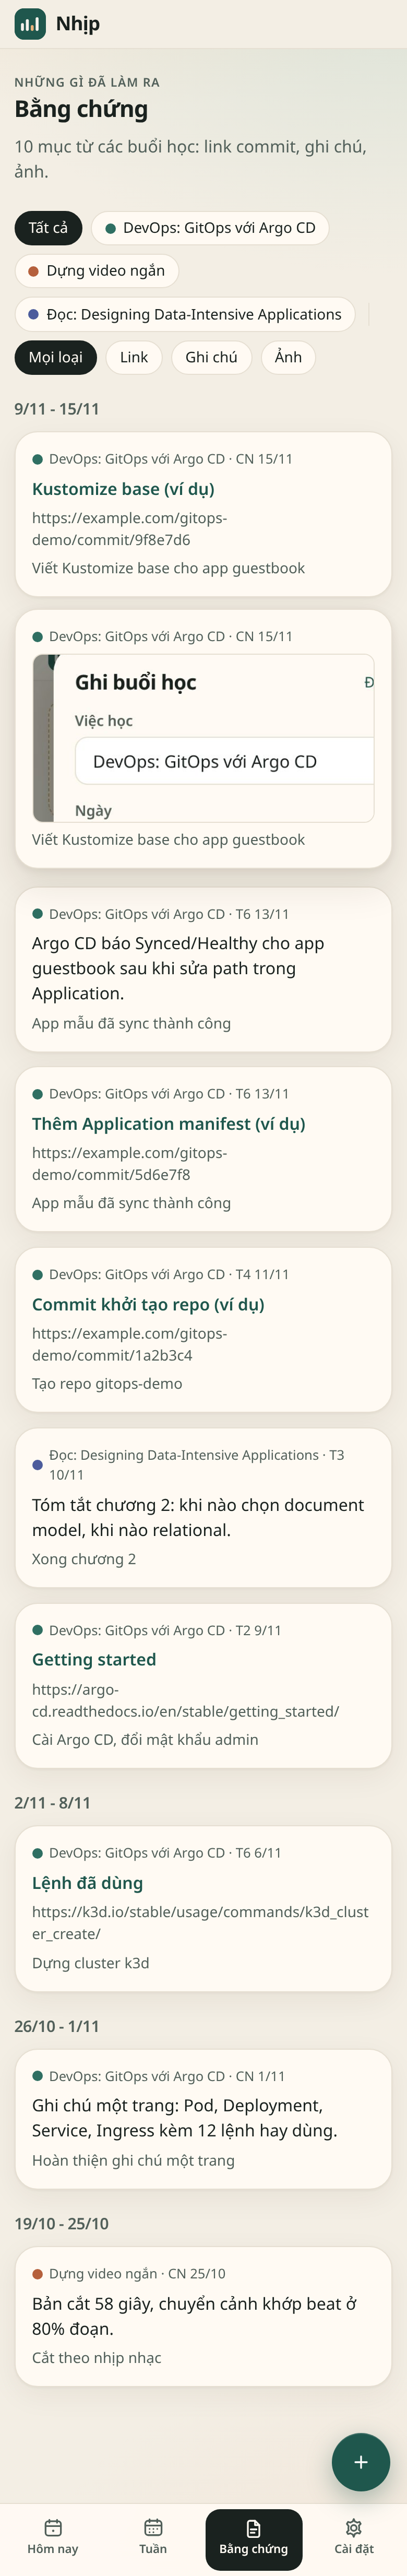 Nhịp
NHỮNG GÌ ĐÃ LÀM RA
Bằng chứng
10 mục từ các buổi học: link commit, ghi chú,
ảnh.
Tất cả
DevOps: GitOps với Argo CD
Dựng video ngắn
Đọc: Designing Data-Intensive Applications
Mọi loại
Link
Ghi chú
Ảnh
9/11 - 15/11
DevOps: GitOps với Argo CD · CN 15/11
Kustomize base (ví dụ)
https://example.com/gitops-
demo/commit/9f8e7d6
Viết Kustomize base cho app guestbook
DevOps: GitOps với Argo CD · CN 15/11
Ghi buổi học
Đ
Việc học
DevOps: GitOps với Argo CD
Ngày
Viết Kustomize base cho app guestbook
DevOps: GitOps với Argo CD · T6 13/11
Argo CD báo Synced/Healthy cho app
guestbook sau khi sửa path trong
Application.
App mẫu đã sync thành công
DevOps: GitOps với Argo CD · T6 13/11
Thêm Application manifest (ví dụ)
https://example.com/gitops-
demo/commit/5d6e7f8
App mẫu đã sync thành công
DevOps: GitOps với Argo CD · T4 11/11
Commit khởi tạo repo (ví dụ)
https://example.com/gitops-
demo/commit/1a2b3c4
Tạo repo gitops-demo
Đọc: Designing Data-Intensive Applications · T3
10/11
Tóm tắt chương 2: khi nào chọn document
model, khi nào relational.
Xong chương 2
DevOps: GitOps với Argo CD · T2 9/11
Getting started
https://argo-
cd.readthedocs.io/en/stable/getting_started/
Cài Argo CD, đổi mật khẩu admin
2/11 - 8/11
DevOps: GitOps với Argo CD · T6 6/11
Lệnh đã dùng
https://k3d.io/stable/usage/commands/k3d_clust
er_create/
Dựng cluster k3d
26/10 - 1/11
DevOps: GitOps với Argo CD · CN 1/11
Ghi chú một trang: Pod, Deployment,
Service, Ingress kèm 12 lệnh hay dùng.
Hoàn thiện ghi chú một trang
19/10 - 25/10
Dựng video ngắn · CN 25/10
Bản cắt 58 giây, chuyển cảnh khớp beat ở
80% đoạn.
Cắt theo nhịp nhạc
+
Hôm nay
Tuần
Bằng chứng
Cài đặt